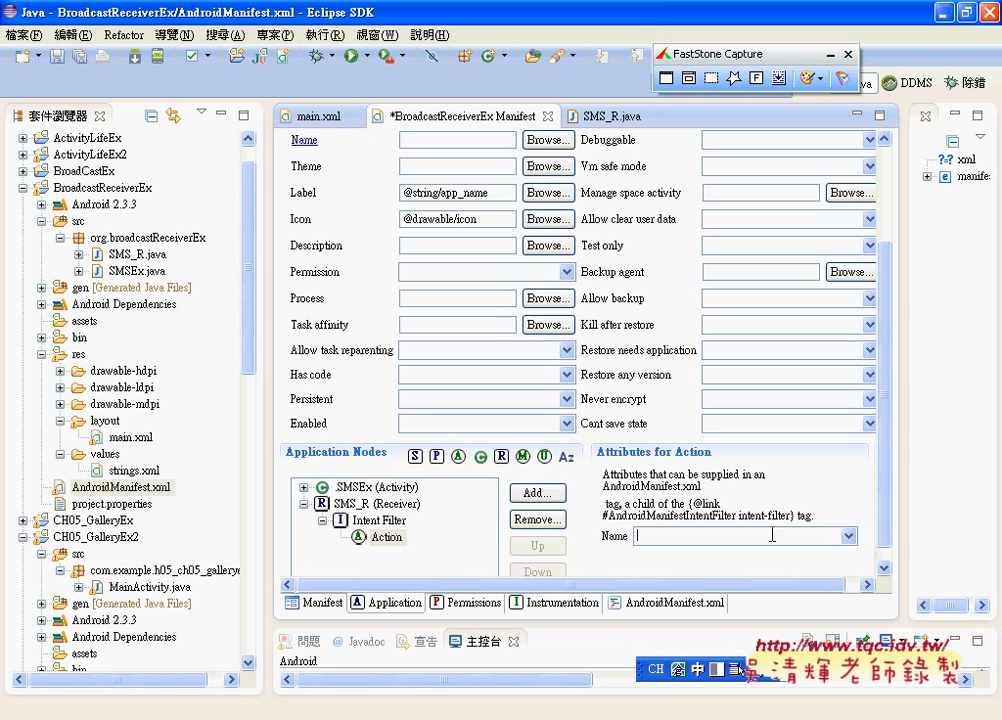 Java - BroadcastReceiverEx/AndroidManifest.xml - Eclipse SDK
檔案(F) 編輯(E) Refactor 導覽(N) 搜尋(A) 專案(P) 執行(R) 視窗(W) 說明(H)
FastStone Capture
DDMS 除錯
套件瀏覽器
main.xml *BroadcastReceiverEx Manifest SMS_R.java
ActivityLifeEx
ActivityLifeEx2
BroadCastEx
BroadcastReceiverEx
Android 2.3.3
src
org.broadcastReceiverEx
SMS_R.java
SMSEx.java
gen [Generated Java Files]
Android Dependencies
assets
bin
res
drawable-hdpi
drawable-ldpi
drawable-mdpi
layout
main.xml
values
strings.xml
AndroidManifest.xml
project.properties
CH05_GalleryEx
CH05_GalleryEx2
src
com.example.h05_ch05_gallerye
MainActivity.java
gen [Generated Java Files]
Android 2.3.3
Android Dependencies
assets
bin
Name Browse... Debuggable
Theme Browse... Vm safe mode
Label @string/app_name Browse... Manage space activity Browse...
Icon @drawable/icon Browse... Allow clear user data
Description Browse... Test only
Permission Backup agent Browse...
Process Browse... Allow backup
Task affinity Browse... Kill after restore
Allow task reparenting Restore needs application
Has code Restore any version
Persistent Never encrypt
Enabled Cant save state
Application Nodes S P A C R M U Az
.SMSEx (Activity)
SMS_R (Receiver)
Intent Filter
Action
Add...
Remove...
Up
Down
Attributes for Action
Attributes that can be supplied in an
AndroidManifest.xml
tag, a child of the {@link
#AndroidManifestIntentFilter intent-filter} tag.
Name
Manifest Application Permissions Instrumentation AndroidManifest.xml
?=? xml
manife
問題 @ Javadoc 宣告 主控台
Android
CH 中
http://www.tqc.idv.tw/
吳清輝老師錄製